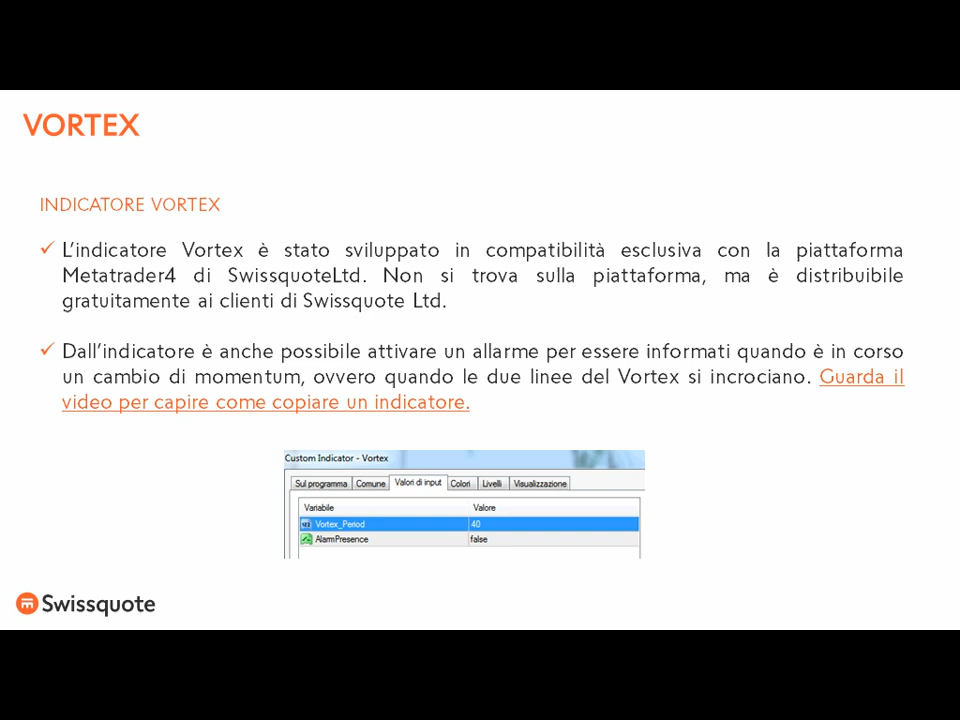 VORTEX
INDICATORE VORTEX
✓ L'indicatore Vortex è stato sviluppato in compatibilità esclusiva con la piattaforma
Metatrader4 di SwissquoteLtd. Non si trova sulla piattaforma, ma è distribuibile
gratuitamente ai clienti di Swissquote Ltd.
✓ Dall'indicatore è anche possibile attivare un allarme per essere informati quando è in corso
un cambio di momentum, ovvero quando le due linee del Vortex si incrociano. Guarda il
video per capire come copiare un indicatore.
Custom Indicator - Vortex
Sul programma Comune Valori di input Colori Livelli Visualizzazione
Variabile Valore
Vortex_Period 40
AlarmPresence false
Swissquote